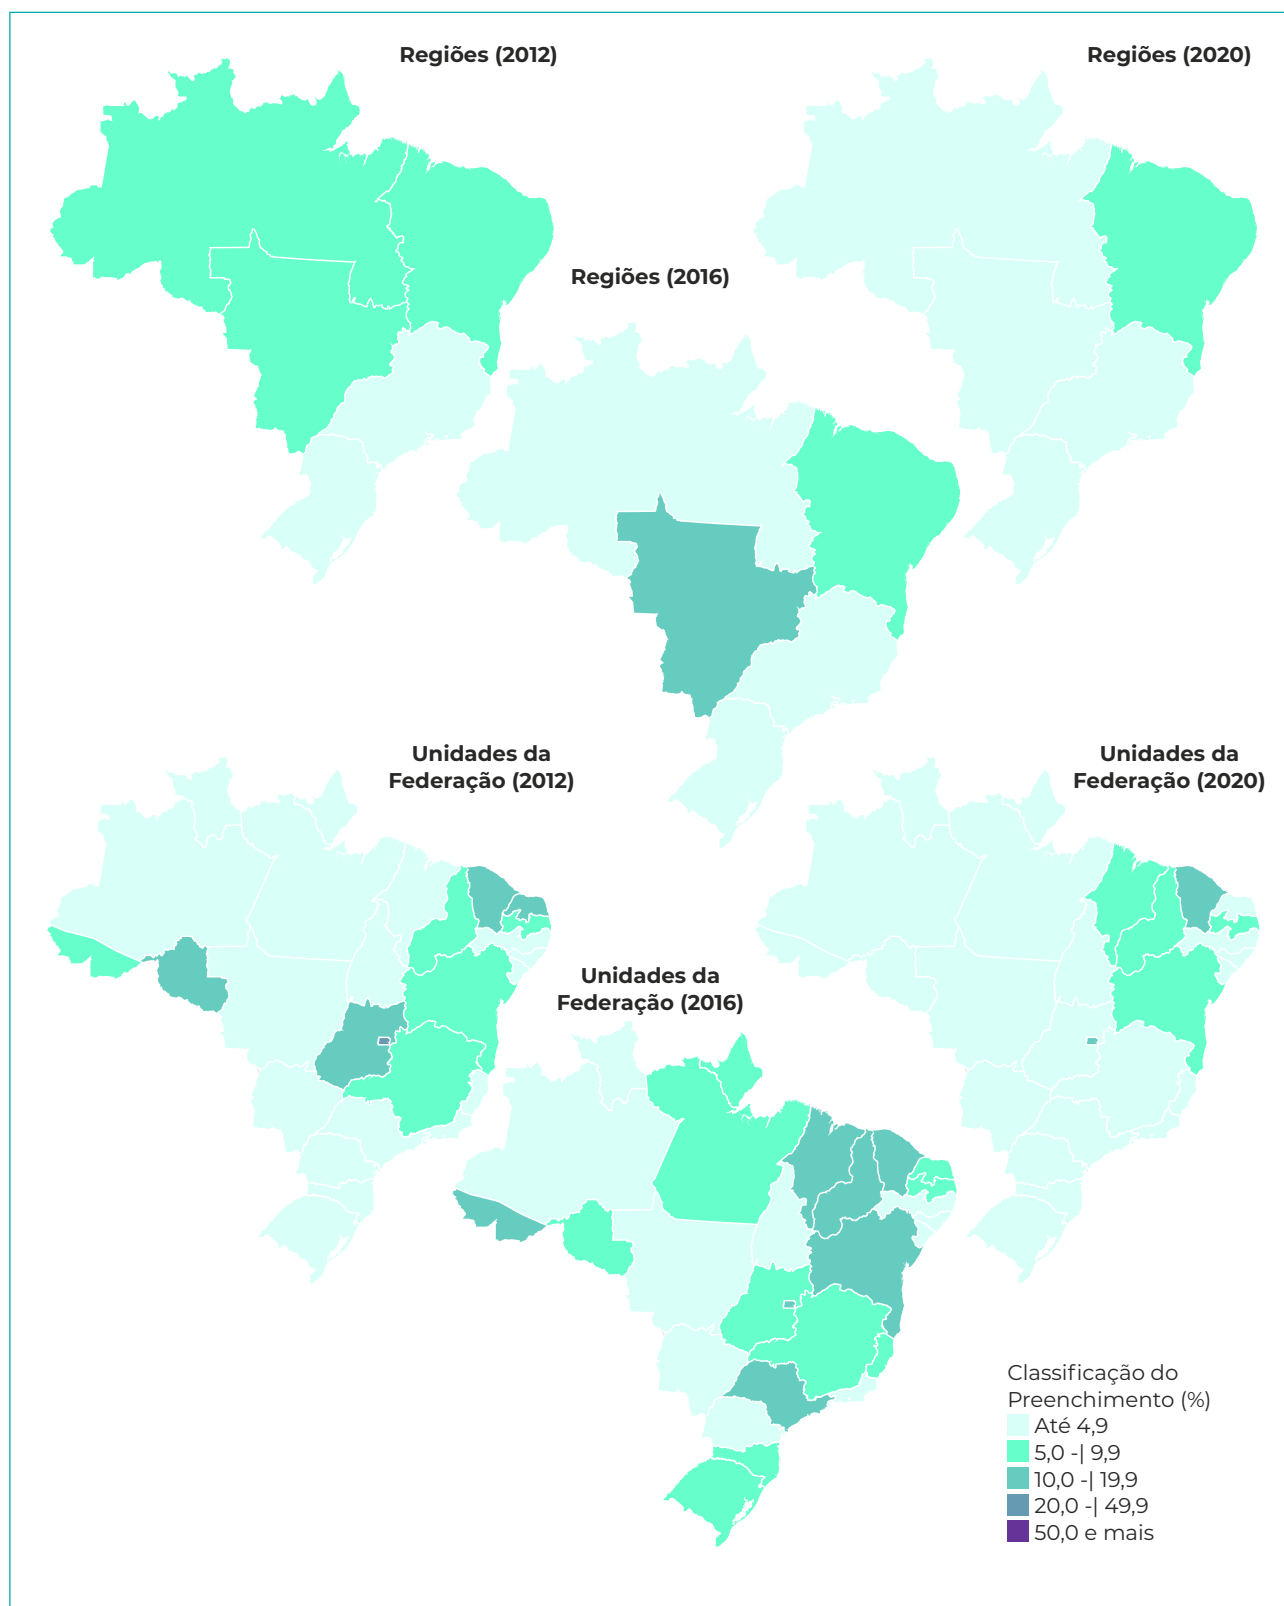 Regiões (2012)
Regiões (2020)
Regiões (2016)
Unidades da
Federação (2012)
Unidades da
Federação (2020)
Unidades da
Federação (2016)
Classificação do
Preenchimento (%)
Até 4,9
5,0 -| 9,9
10,0 -| 19,9
20,0 -| 49,9
50,0 e mais